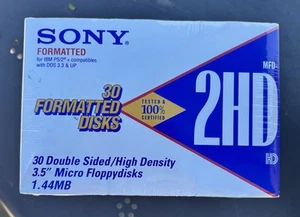 SONY
FORMATTED
for IBM PS/2® + compatibles
with DOS 3.3 & UP
30
FORMATTED
DISKS
TESTED &
100%
CERTIFIED
MFD-
2HD
HD
30 Double Sided/High Density
3.5" Micro Floppydisks
1.44MB